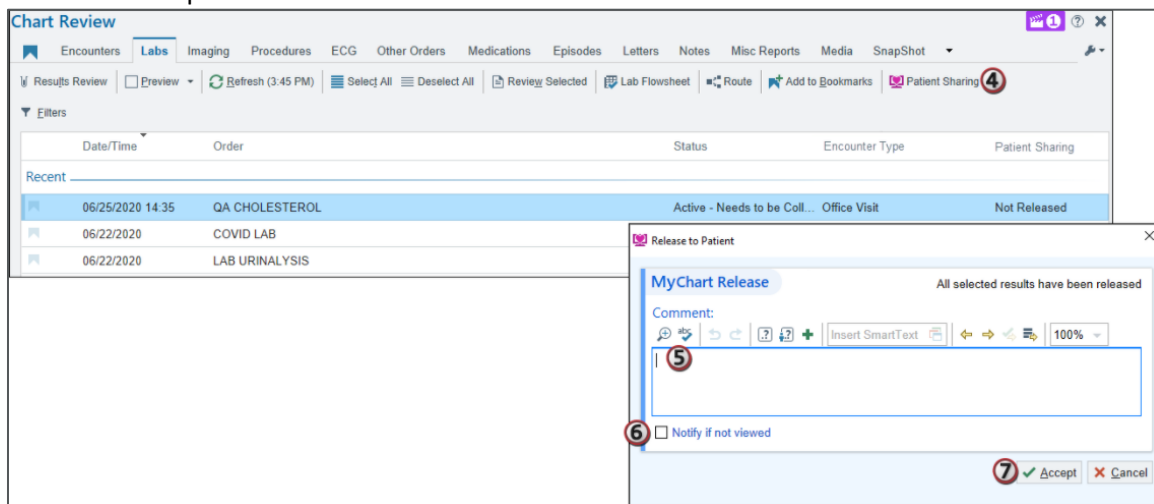 Chart Review
1
Encounters Labs Imaging Procedures ECG Other Orders Medications Episodes Letters Notes Misc Reports Media SnapShot
Results Review Preview Refresh (3:45 PM) Select All Deselect All Review Selected Lab Flowsheet Route Add to Bookmarks Patient Sharing 4
Filters
Date/Time Order Status Encounter Type Patient Sharing
Recent
06/25/2020 14:35 QA CHOLESTEROL Active - Needs to be Coll... Office Visit Not Released
06/22/2020 COVID LAB
06/22/2020 LAB URINALYSIS
Release to Patient
MyChart Release All selected results have been released
Comment:
Insert SmartText 100%
5
6 Notify if not viewed
7 Accept Cancel